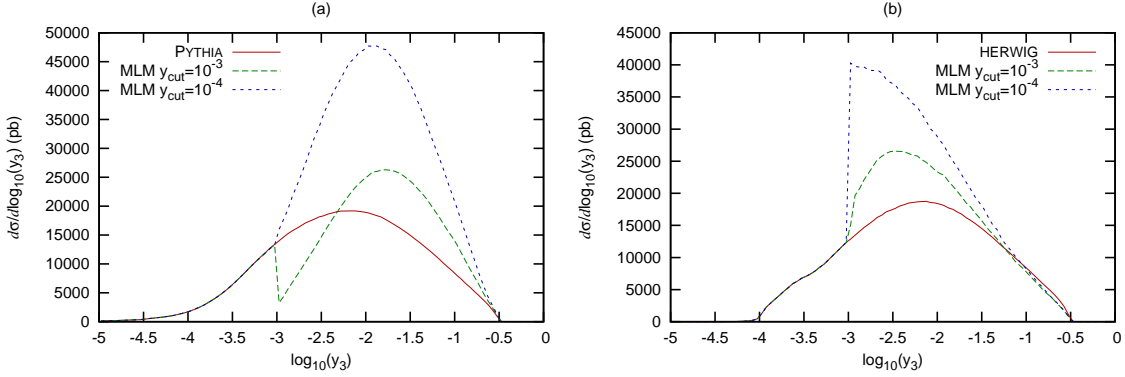 (a)
50000
45000
40000
35000
30000
25000
20000
15000
10000
5000
0
dσ/dlog₁₀(y₃) (pb)
PYTHIA
MLM y_cut=10⁻³
MLM y_cut=10⁻⁴
-5 -4.5 -4 -3.5 -3 -2.5 -2 -1.5 -1 -0.5 0
log₁₀(y₃)
(b)
45000
40000
35000
30000
25000
20000
15000
10000
5000
0
dσ/dlog₁₀(y₃) (pb)
HERWIG
MLM y_cut=10⁻³
MLM y_cut=10⁻⁴
-5 -4.5 -4 -3.5 -3 -2.5 -2 -1.5 -1 -0.5 0
log₁₀(y₃)